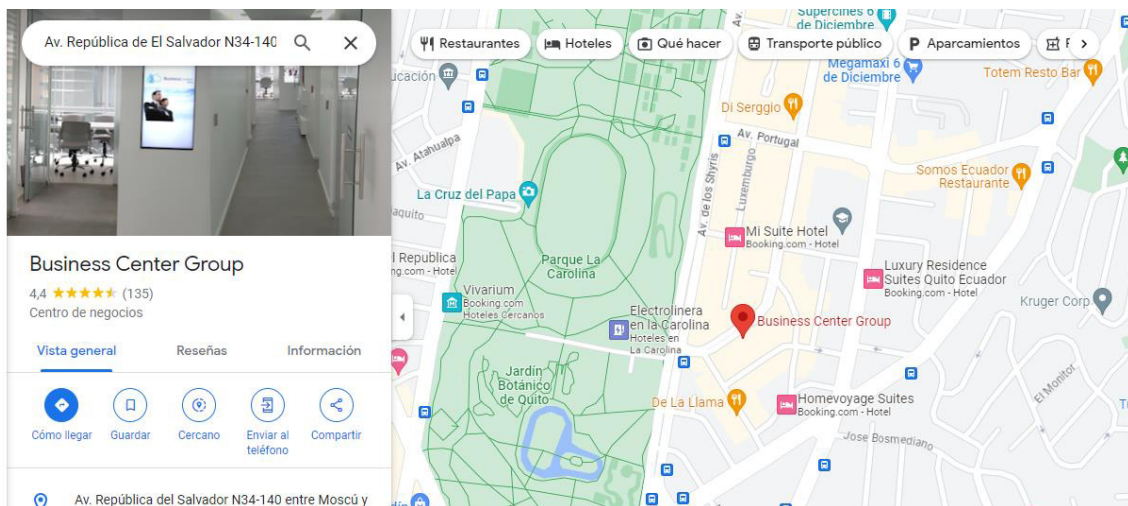 Av. República de El Salvador N34-140
Business Center Group
4,4
(135)
Centro de negocios
Vista general
Reseñas
Información
Cómo llegar
Guardar
Cercano
Enviar al
teléfono
Compartir
Av. República del Salvador N34-140 entre Moscú y
Restaurantes
Hoteles
Qué hacer
Transporte público
P Aparcamientos
Supercines 6
de Diciembre
Megamaxi 6
de Diciembre
Totem Resto Bar
ucación
Di Serggio
Av. Portugal
Av. Atahualpa
Somos Ecuador
Restaurante
La Cruz del Papa
Av. de los Shyris
Luxemburgo
aquito
Mi Suite Hotel
Booking.com - Hotel
Parque La
Carolina
l Republica
ng.com - Hotel
Luxury Residence
Suites Quito Ecuador
Booking.com - Hotel
Vivarium
Booking.com
Hoteles Cercanos
Kruger Corp
Electrolinera
en la Carolina
Hoteles en
La Carolina
Business Center Group
Jardín
Botánico
de Quito
De La Llama
Homevoyage Suites
Booking.com - Hotel
El Monitor
Jose Bosmediano